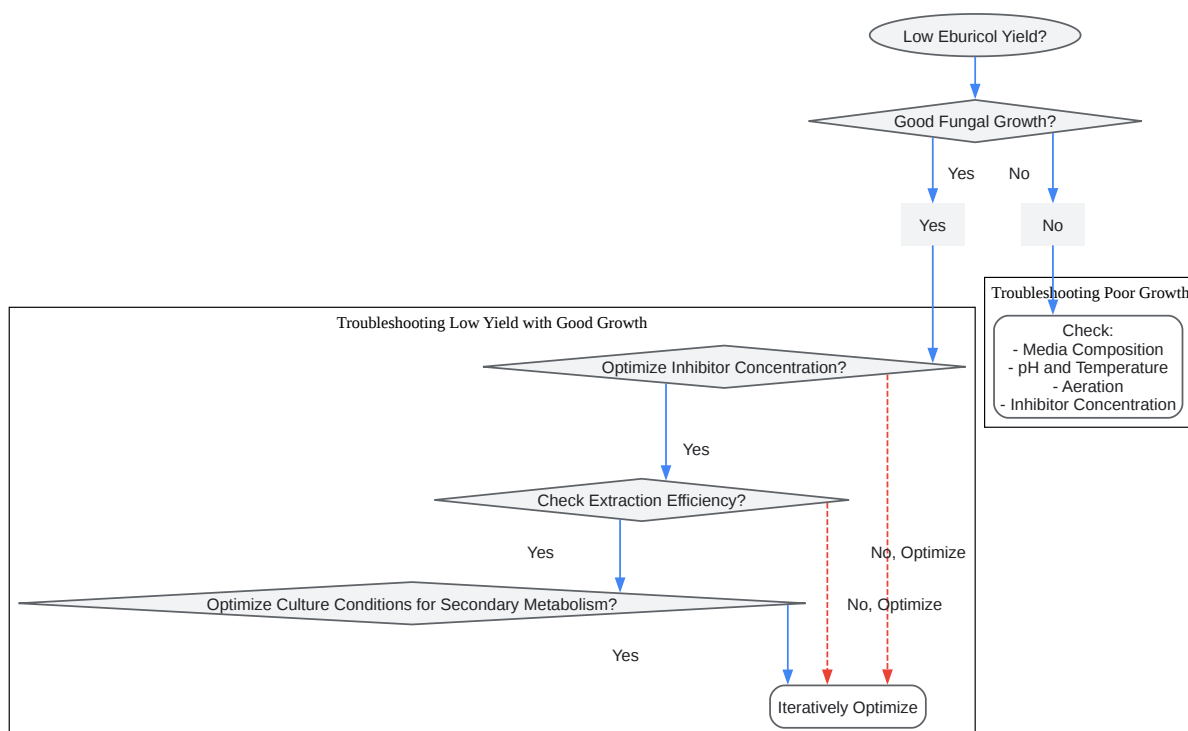 Low Eburicol Yield?
Good Fungal Growth?
Yes
No
Yes
No
Troubleshooting Poor Growth
Check:
- Media Composition
- pH and Temperature
- Aeration
- Inhibitor Concentration
Troubleshooting Low Yield with Good Growth
Optimize Inhibitor Concentration?
Yes
Check Extraction Efficiency?
Yes
No, Optimize
Optimize Culture Conditions for Secondary Metabolism?
No, Optimize
Yes
Iteratively Optimize